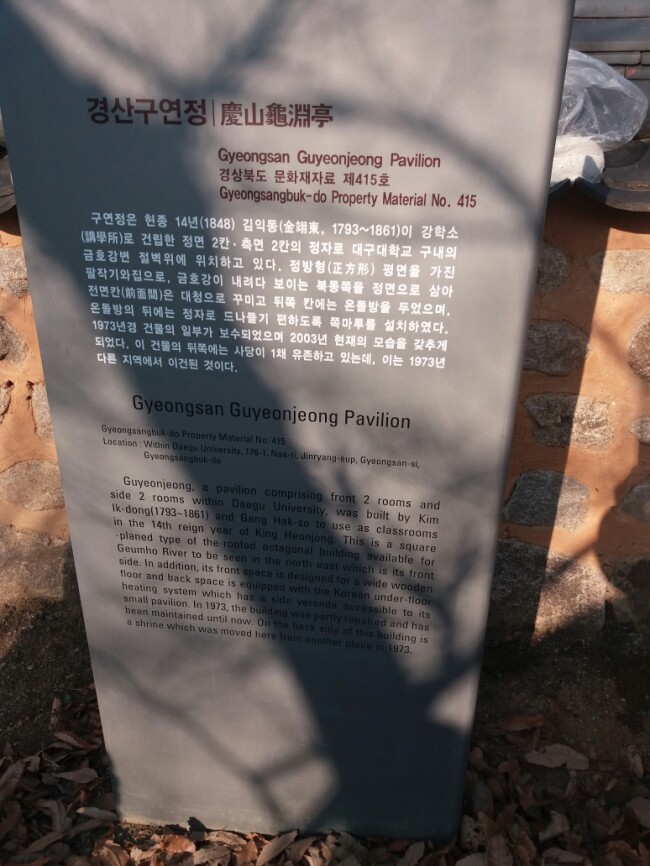 경산구연정|慶山龜淵亭
Gyeongsan Guyeonjeong Pavilion
경상북도 문화재자료 제415호
Gyeongsangbuk-do Property Material No. 415
구연정은 헌종 14년(1848) 김익동(金翊東, 1793~1861)이 강학소
(講學所)로 건립한 정면 2칸·측면 2칸의 정자로 대구대학교 구내의
금호강변 절벽위에 위치하고 있다. 정방형(正方形) 평면을 가진
팔작기와집으로, 금호강이 내려다 보이는 북동쪽을 정면으로 삼아
전면칸(前面間)은 대청으로 꾸미고 뒤쪽 칸에는 온돌방을 두었으며,
온돌방의 뒤에는 정자로 드나들기 편하도록 쪽마루를 설치하였다.
1973년경 건물의 일부가 보수되었으며 2003년 현재의 모습을 갖추게
되었다. 이 건물의 뒤쪽에는 사당이 1채 유존하고 있는데, 이는 1973년
다른 지역에서 이건된 것이다.
Gyeongsan Guyeonjeong Pavilion
Gyeongsangbuk-do Property Material No. 415
Location : Within Daegu University, 176-1, Nae-ri, Jinryang-eup, Gyeongsan-si,
Gyeongsangbuk-do
Guyeonjeong, a pavilion comprising front 2 rooms and
side 2 rooms within Daegu University, was built by Kim
Ik-dong(1793-1861) and Gang Hak-so to use as classrooms
in the 14th reign year of King Heonjong. This is a square
-planed type of the-roofed octagonal building available for
Geumho River to be seen in the north east which is its front
side. In addition, its front space is designed for a wide wooden
floor and back space is equipped with the Korean under-floor
heating system which has a side veranda accessible to its
small pavilion. In 1973, the building was partly repaired and has
been maintained until now. On the back side of this building is
a shrine which was moved here from another place in 1973.